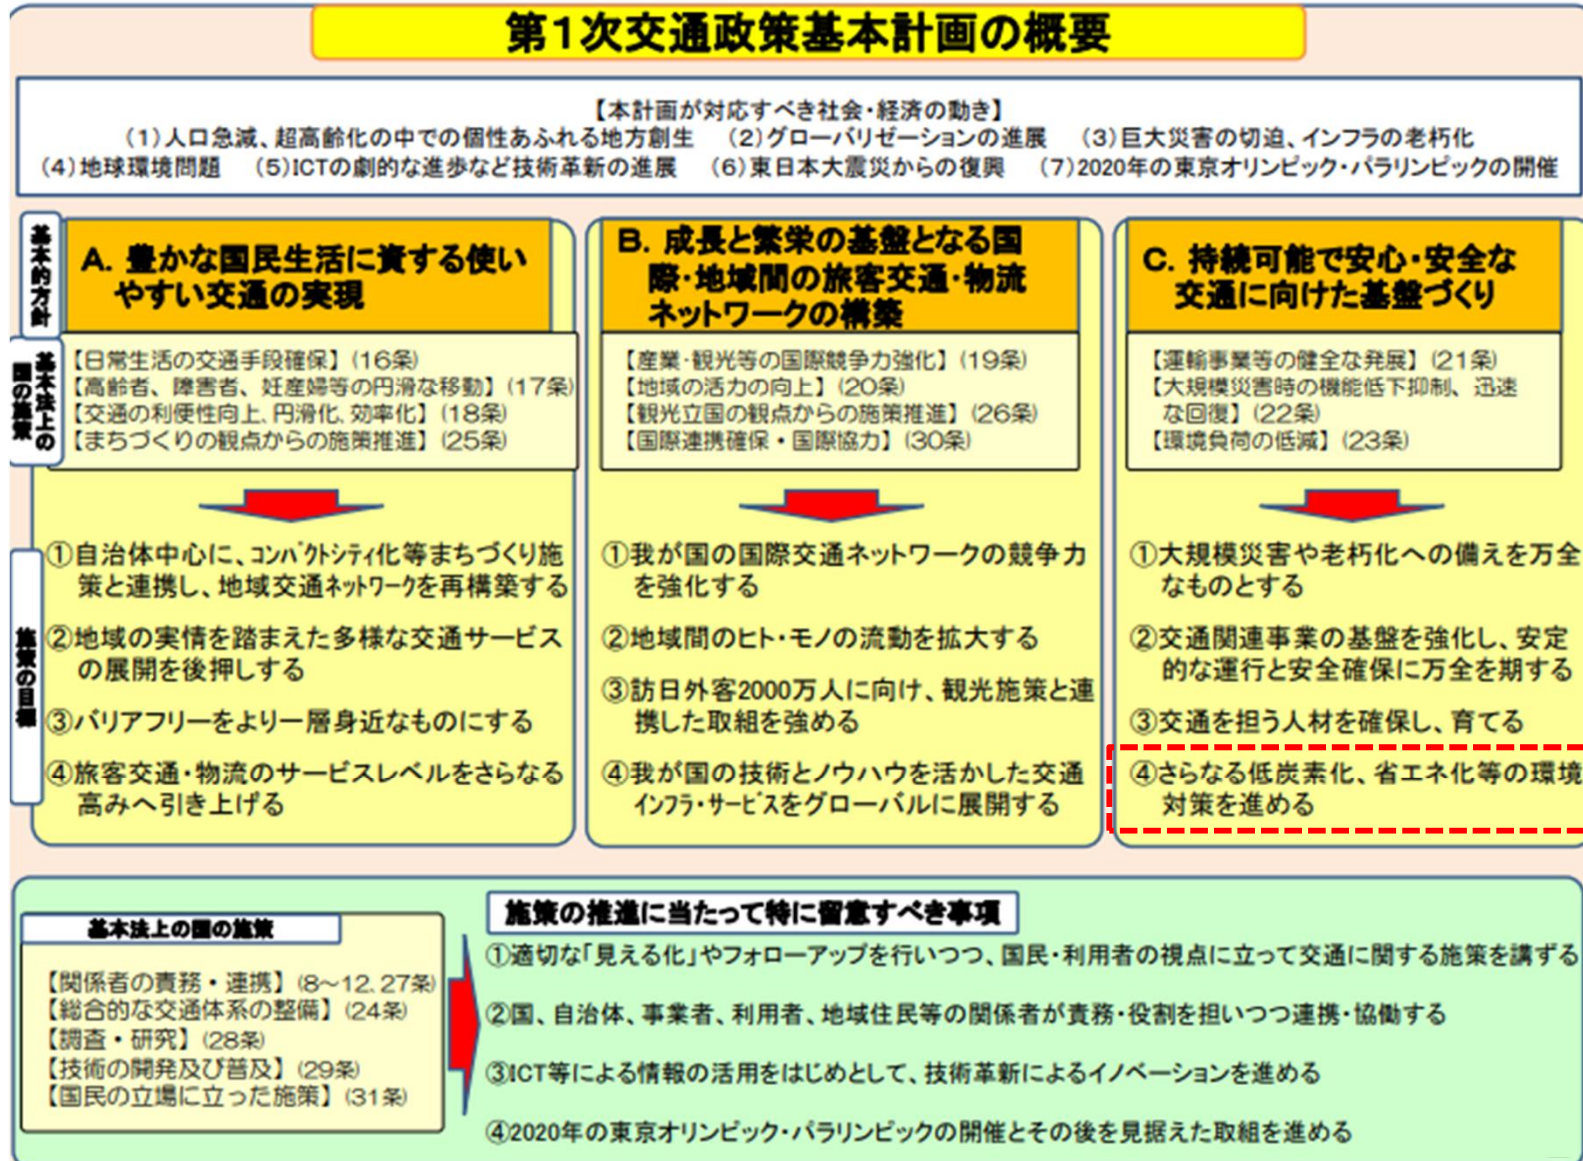 第1次交通政策基本計画の概要
【本計画が対応すべき社会・経済の動き】
(1)人口急減、超高齢化の中での個性あふれる地方創生 (2)グローバリゼーションの進展 (3)巨大災害の切迫、インフラの老朽化
(4)地球環境問題 (5)ICTの劇的な進歩など技術革新の進展 (6)東日本大震災からの復興 (7)2020年の東京オリンピック・パラリンピックの開催
基本的方針
A. 豊かな国民生活に資する使い
やすい交通の実現
B. 成長と繁栄の基盤となる国
際・地域間の旅客交通・物流
ネットワークの構築
C. 持続可能で安心・安全な
交通に向けた基盤づくり
基本法上の
国の施策
【日常生活の交通手段確保】(16条)
【高齢者、障害者、妊産婦等の円滑な移動】(17条)
【交通の利便性向上、円滑化、効率化】(18条)
【まちづくりの観点からの施策推進】(25条)
【産業・観光等の国際競争力強化】(19条)
【地域の活力の向上】(20条)
【観光立国の観点からの施策推進】(26条)
【国際連携確保・国際協力】(30条)
【運輸事業等の健全な発展】(21条)
【大規模災害時の機能低下抑制、迅速
な回復】(22条)
【環境負荷の低減】(23条)
施策の目標
①自治体中心に、コンパクトシティ化等まちづくり施
策と連携し、地域交通ネットワークを再構築する
②地域の実情を踏まえた多様な交通サービス
の展開を後押しする
③バリアフリーをより一層身近なものにする
④旅客交通・物流のサービスレベルをさらなる
高みへ引き上げる
①我が国の国際交通ネットワークの競争力
を強化する
②地域間のヒト・モノの流動を拡大する
③訪日外客2000万人に向け、観光施策と連
携した取組を強める
④我が国の技術とノウハウを活かした交通
インフラ・サービスをグローバルに展開する
①大規模災害や老朽化への備えを万全
なものとする
②交通関連事業の基盤を強化し、安定
的な運行と安全確保に万全を期する
③交通を担う人材を確保し、育てる
④さらなる低炭素化、省エネ化等の環境
対策を進める
基本法上の国の施策
【関係者の責務・連携】(8~12、27条)
【総合的な交通体系の整備】(24条)
【調査・研究】(28条)
【技術の開発及び普及】(29条)
【国民の立場に立った施策】(31条)
施策の推進に当たって特に留意すべき事項
①適切な「見える化」やフォローアップを行いつつ、国民・利用者の視点に立って交通に関する施策を講ずる
②国、自治体、事業者、利用者、地域住民等の関係者が責務・役割を担いつつ連携・協働する
③ICT等による情報の活用をはじめとして、技術革新によるイノベーションを進める
④2020年の東京オリンピック・パラリンピックの開催とその後を見据えた取組を進める